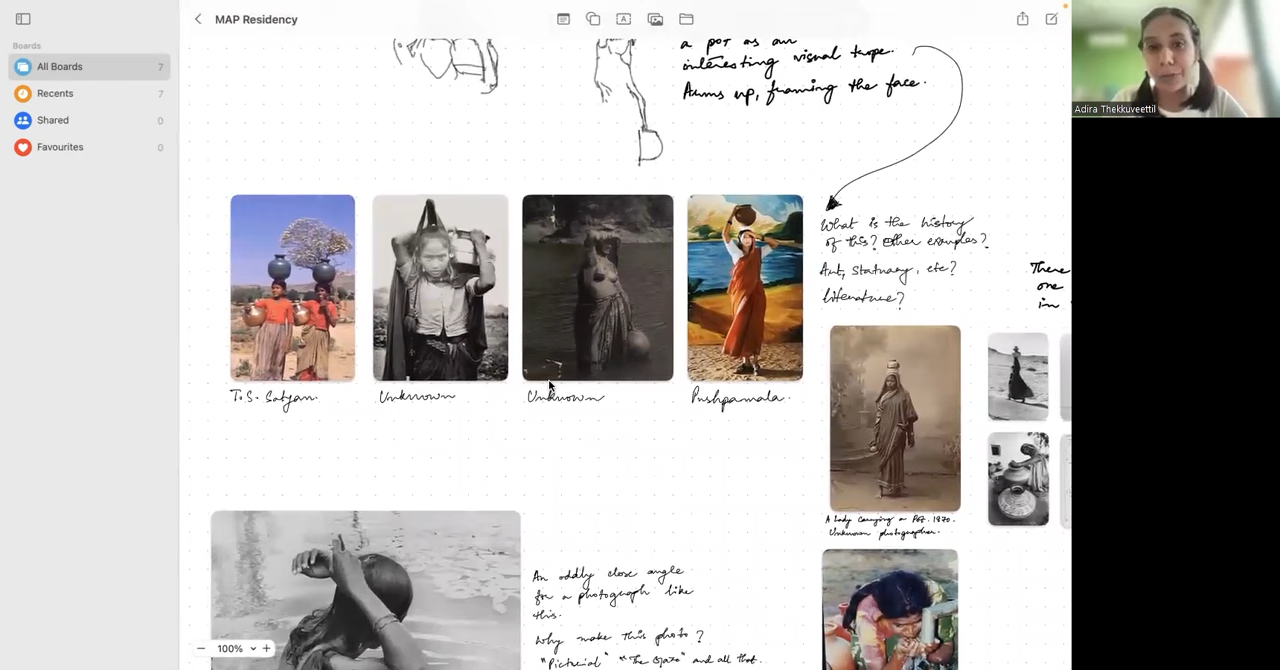 MAP Residency
Boards
All Boards 7
Recents 7
Shared 0
Favourites 0
a pot as an
interesting visual trope.
Arms up, framing the face.
What is the history
of this? Other examples?
Art, statuary, etc?
Literature?
There
one
in
T.S. Satyan.
Unknown
Unknown
Pushpamala.
A Lady Carrying a Pot. 1870.
Unknown photographer.
An oddly close angle
for a photograph like
this.
Why make this photo?
"Pictorial" "The Gaze" and all that.
100%
Adira Thekkuveettil